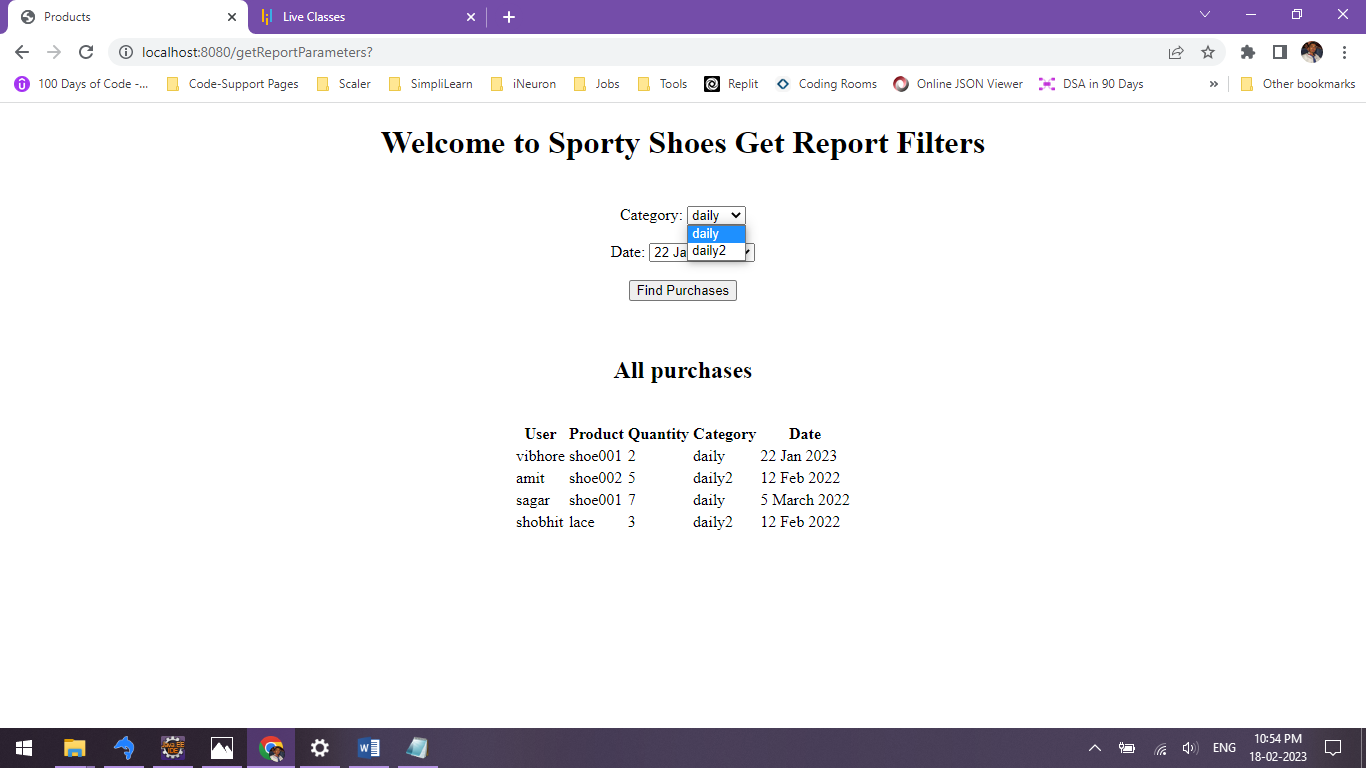 Products
Live Classes
localhost:8080/getReportParameters?
100 Days of Code -... Code-Support Pages Scaler SimpliLearn iNeuron Jobs Tools Replit Coding Rooms Online JSON Viewer DSA in 90 Days » Other bookmarks
Welcome to Sporty Shoes Get Report Filters
Category: daily
daily
daily2
Date: 22 Ja
Find Purchases
All purchases
User Product Quantity Category Date
vibhore shoe001 2 daily 22 Jan 2023
amit shoe002 5 daily2 12 Feb 2022
sagar shoe001 7 daily 5 March 2022
shobhit lace 3 daily2 12 Feb 2022
ENG
10:54 PM
18-02-2023